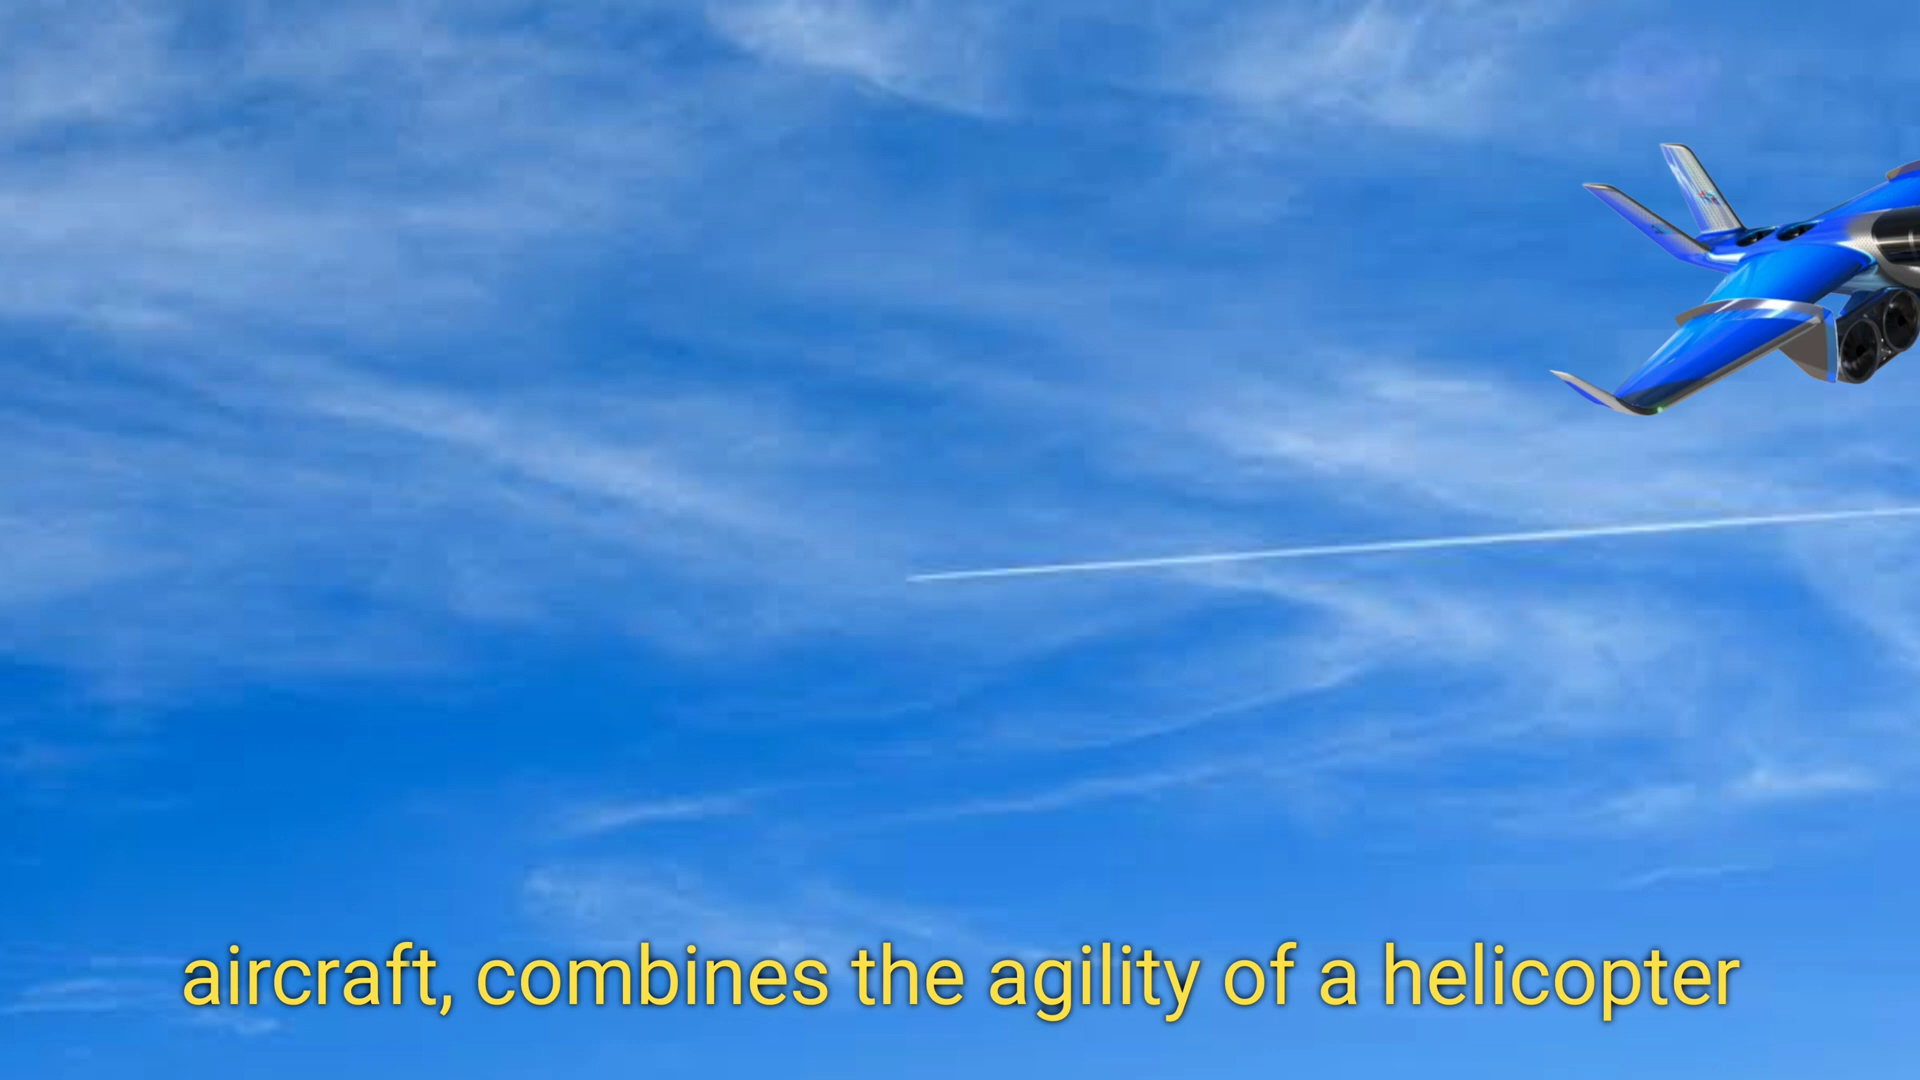 aircraft, combines the agility of a helicopter